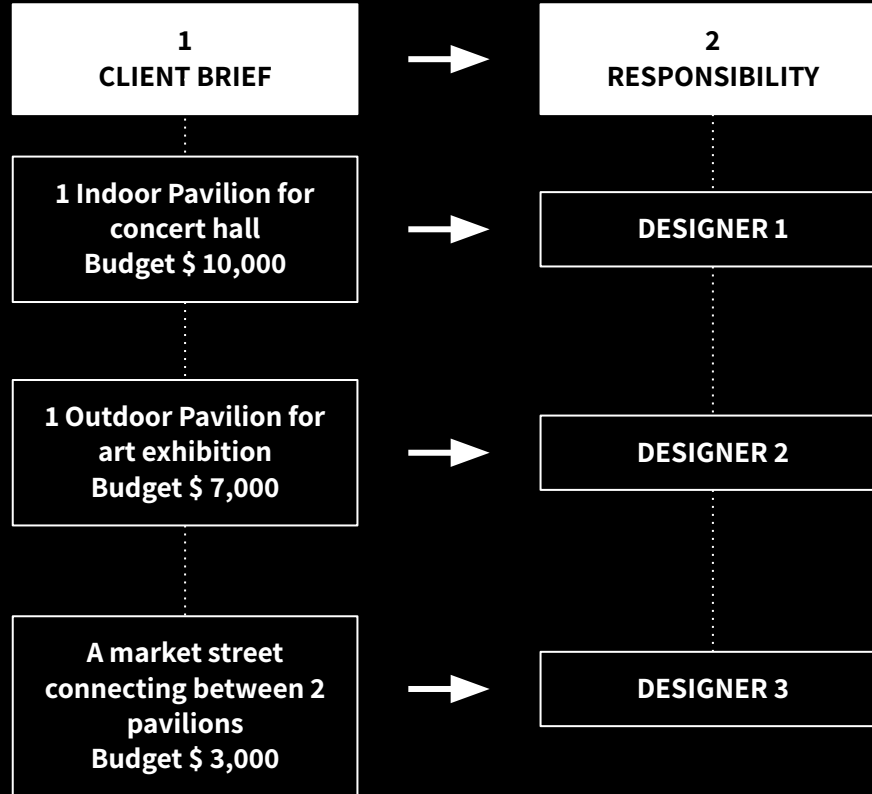 1
CLIENT BRIEF
2
RESPONSIBILITY
1 Indoor Pavilion for
concert hall
Budget $ 10,000
DESIGNER 1
1 Outdoor Pavilion for
art exhibition
Budget $ 7,000
DESIGNER 2
A market street
connecting between 2
pavilions
Budget $ 3,000
DESIGNER 3